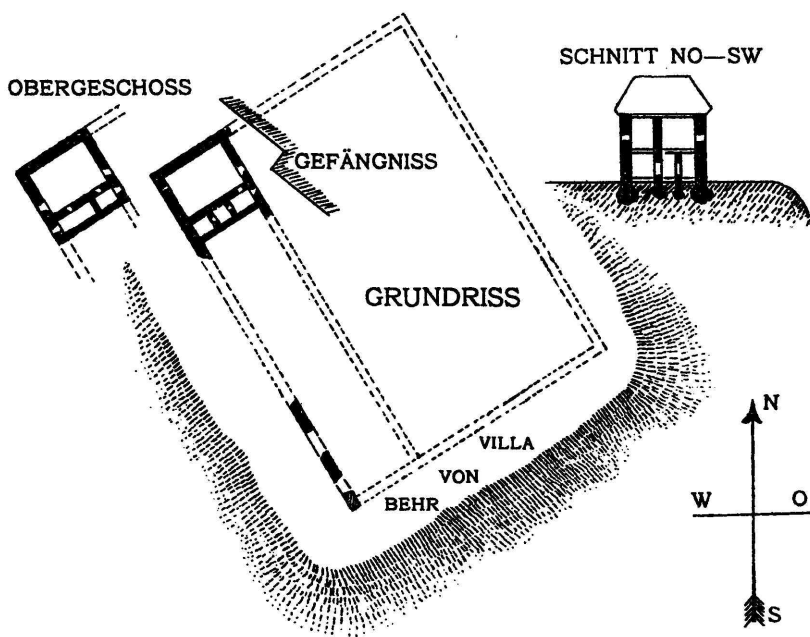 SCHNITT NO—SW
OBERGESCHOSS
GEFÄNGNISS
GRUNDRISS
VILLA
VON
BEHR
N
W O
S